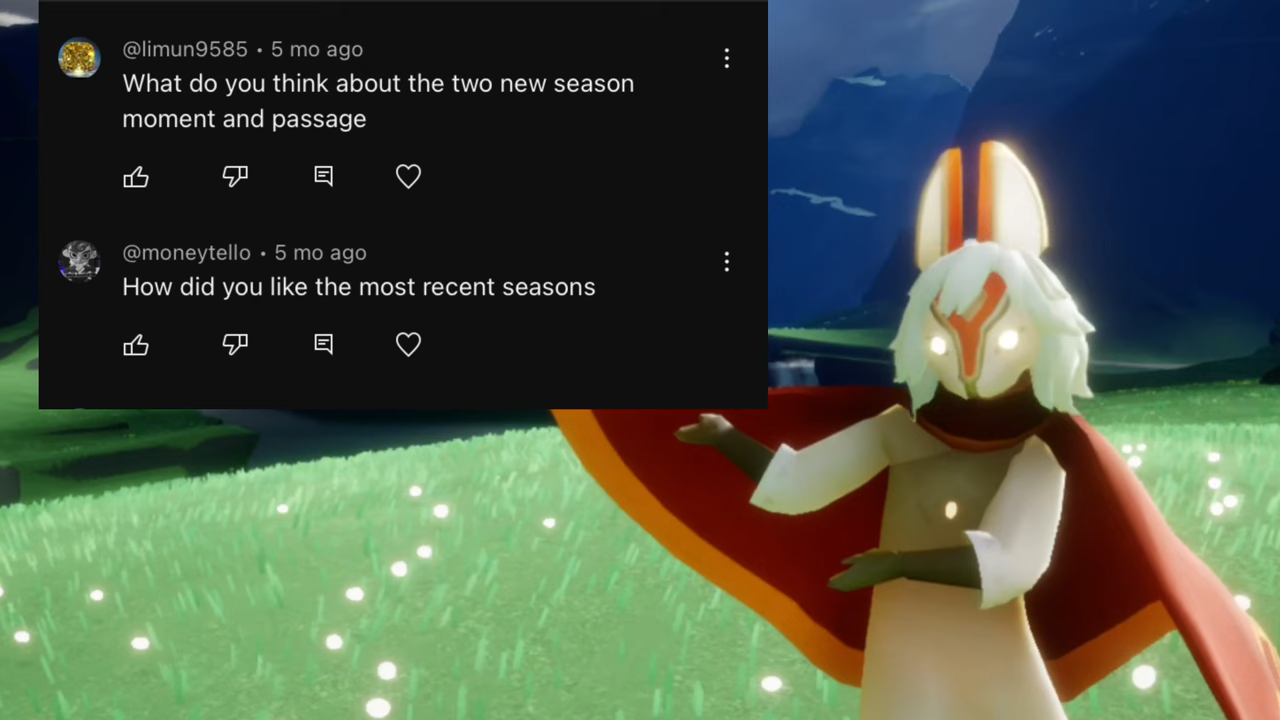 @limun9585 • 5 mo ago
What do you think about the two new season
moment and passage
@moneytello • 5 mo ago
How did you like the most recent seasons